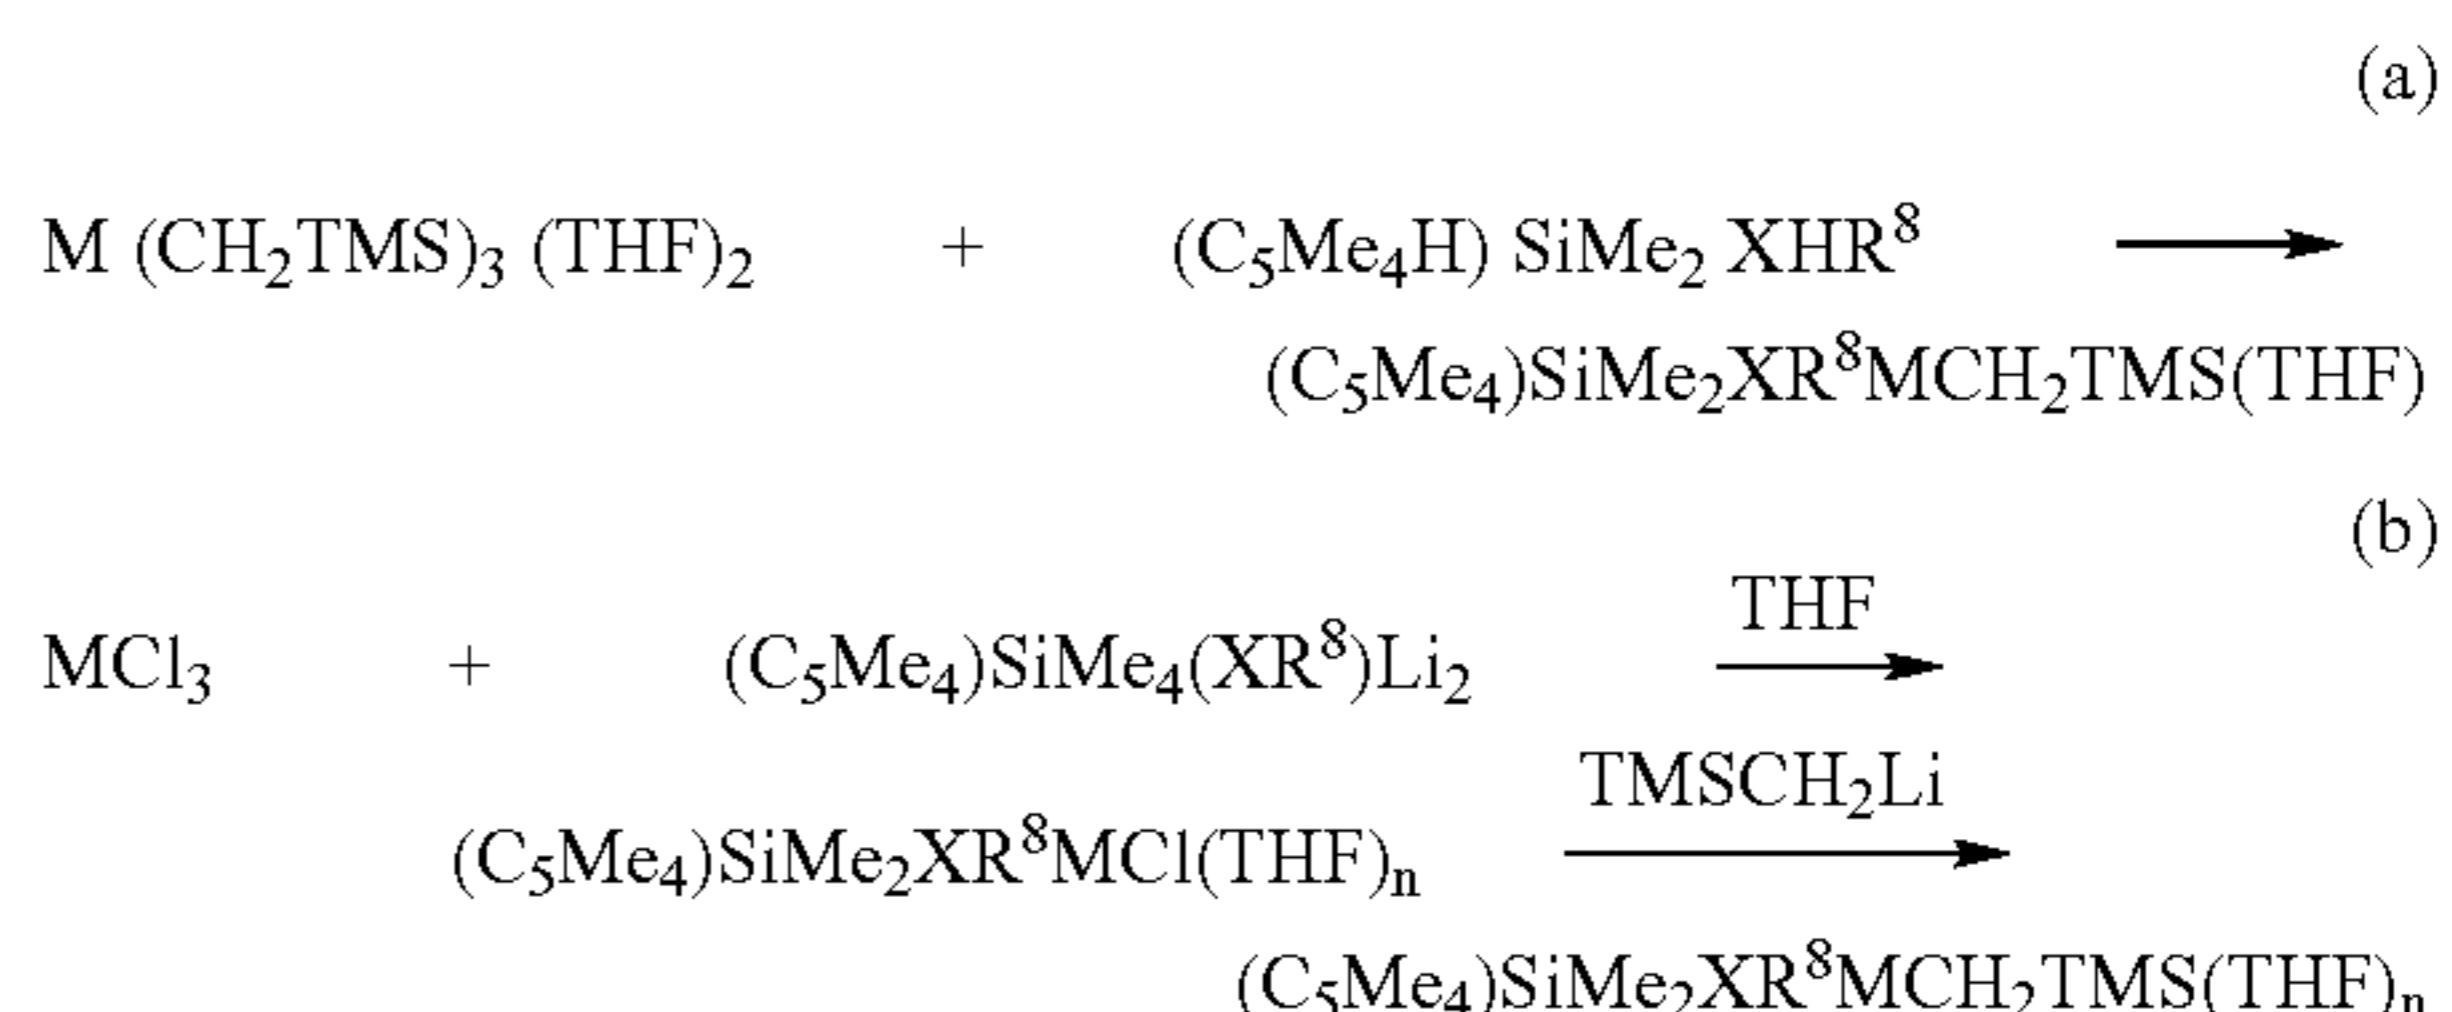 (a)
M (CH₂TMS)₃ (THF)₂ + (C₅Me₄H) SiMe₂ XHR⁸ →
(C₅Me₄)SiMe₂XR⁸MCH₂TMS(THF)
(b)
THF
MCl₃ + (C₅Me₄)SiMe₄(XR⁸)Li₂ →
TMSCH₂Li
(C₅Me₄)SiMe₂XR⁸MCl(THF)ₙ →
(C₅Me₄)SiMe₂XR⁸MCH₂TMS(THF)ₙ